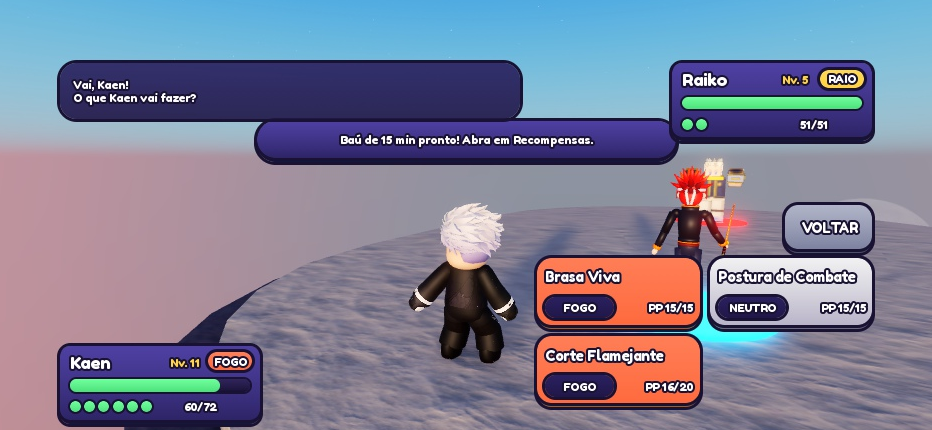 Vai, Kaen!
O que Kaen vai fazer?
Baú de 15 min pronto! Abra em Recompensas.
Raiko Nv. 5 RAIO
51/51
VOLTAR
Brasa Viva
FOGO PP 15/15
Postura de Combate
NEUTRO PP 15/15
Corte Flamejante
FOGO PP 16/20
Kaen Nv. 11 FOGO
60/72